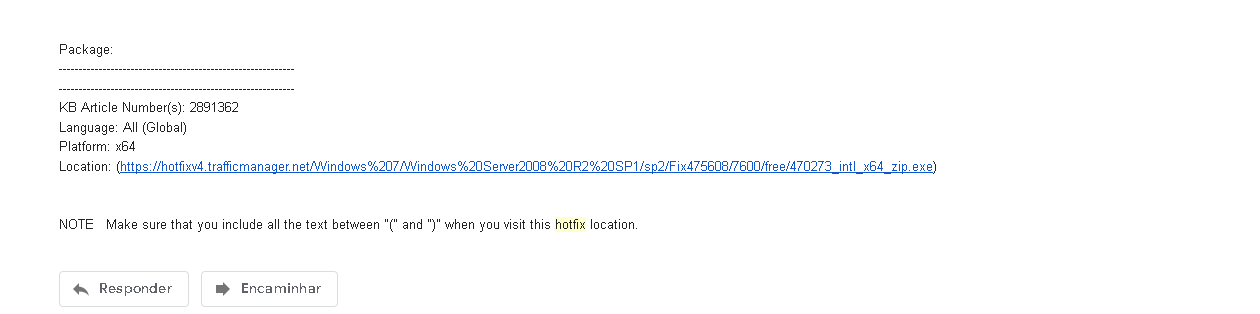 Package:
-----------------------------------------------------------
-----------------------------------------------------------
KB Article Number(s): 2891362
Language: All (Global)
Platform: x64
Location: (https://hotfixv4.trafficmanager.net/Windows%207/Windows%20Server2008%20R2%20SP1/sp2/Fix475608/7600/free/470273_intl_x64_zip.exe)
NOTE Make sure that you include all the text between "(" and ")" when you visit this hotfix location.
Responder Encaminhar